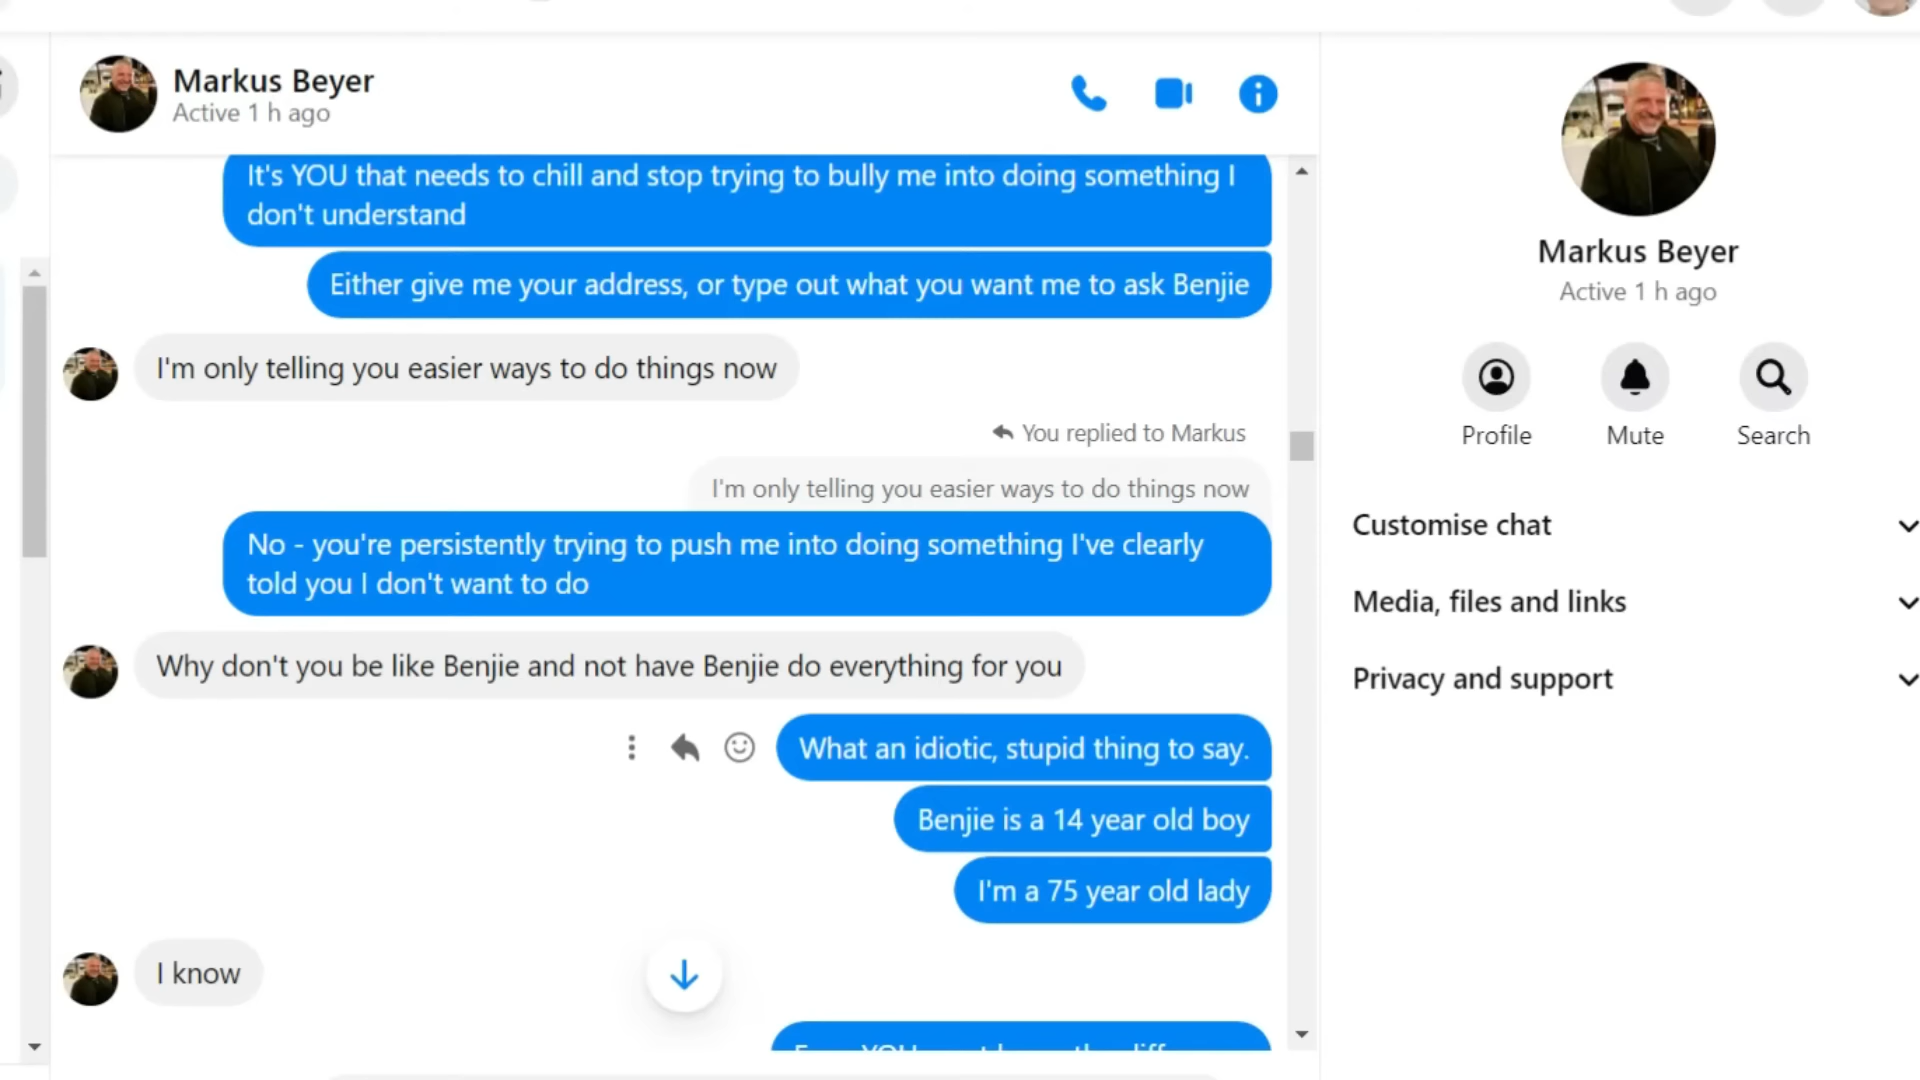 Markus Beyer
Active 1 h ago
It's YOU that needs to chill and stop trying to bully me into doing something I
don't understand
Either give me your address, or type out what you want me to ask Benjie
I'm only telling you easier ways to do things now
You replied to Markus
I'm only telling you easier ways to do things now
No - you're persistently trying to push me into doing something I've clearly
told you I don't want to do
Why don't you be like Benjie and not have Benjie do everything for you
What an idiotic, stupid thing to say.
Benjie is a 14 year old boy
I'm a 75 year old lady
I know
Markus Beyer
Active 1 h ago
Profile
Mute
Search
Customise chat
Media, files and links
Privacy and support